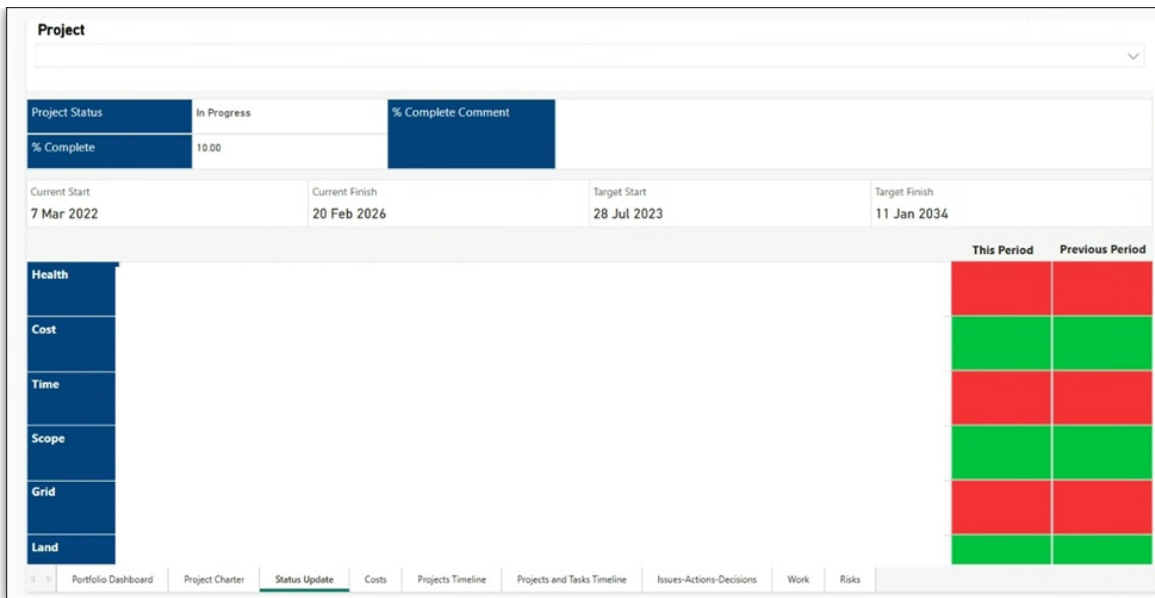 Project
Project Status In Progress % Complete Comment
% Complete 10.00
Current Start Current Finish Target Start Target Finish
7 Mar 2022 20 Feb 2026 28 Jul 2023 11 Jan 2034
This Period Previous Period
Health
Cost
Time
Scope
Grid
Land
Portfolio Dashboard Project Charter Status Update Costs Projects Timeline Projects and Tasks Timeline Issues-Actions-Decisions Work Risks